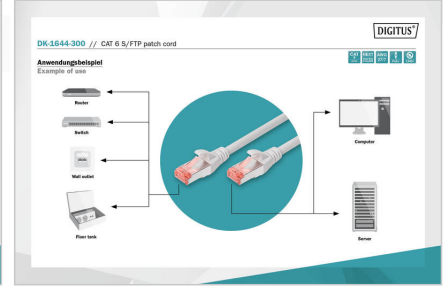 DIGITUS®
DK-1644-300 // CAT 6 S/FTP patch cord
Anwendungsbeispiel
Example of use
Router
Switch
Wall outlet
Floor tank
Computer
Server